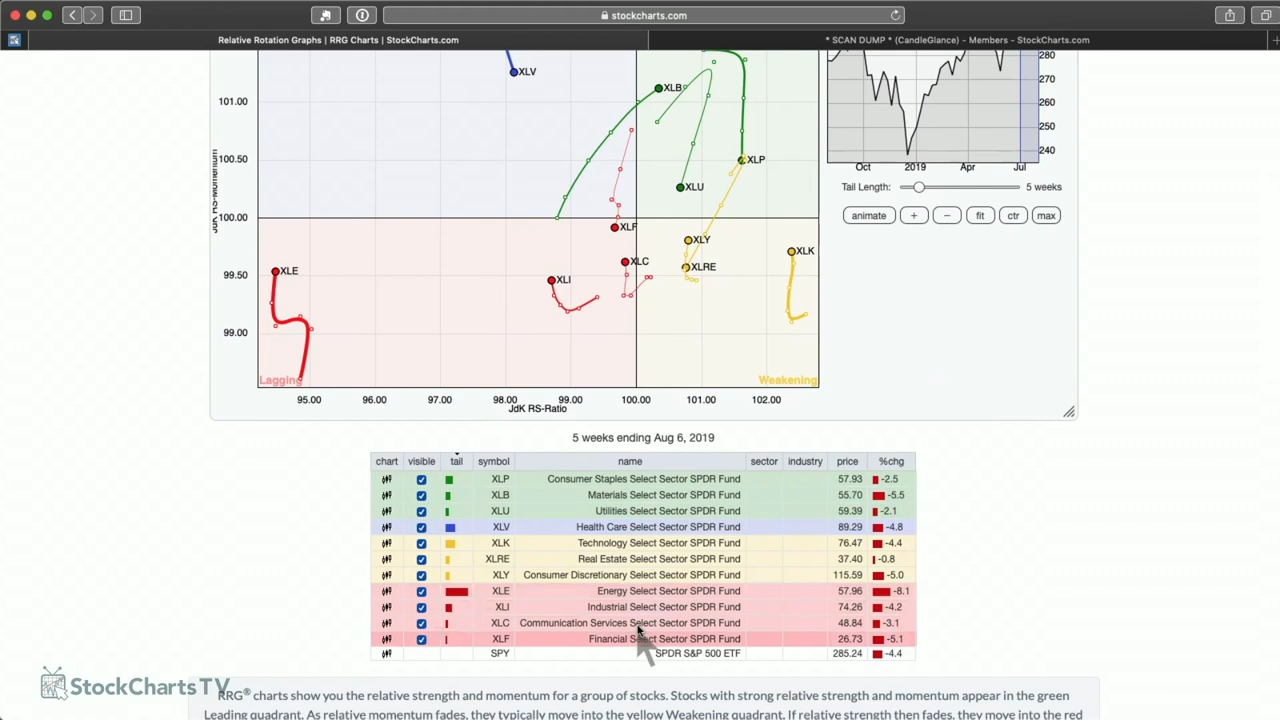 stockcharts.com
Relative Rotation Graphs | RRG Charts | StockCharts.com
* SCAN DUMP * (CandleGlance) - Members - StockCharts.com
XLV
101.00
XLB
100.50
XLP
XLU
JdK RS-Momentum
100.00
XLF
XLY
XLK
99.50
XLE
XLI
XLC
XLRE
99.00
Lagging
Weakening
95.00 96.00 97.00 98.00 99.00 100.00 101.00 102.00
JdK RS-Ratio
280
270
260
250
240
Oct 2019 Apr Jul
Tail Length: 5 weeks
animate + − fit ctr max
5 weeks ending Aug 6, 2019
chart visible tail symbol name sector industry price %chg
XLP Consumer Staples Select Sector SPDR Fund 57.93 -2.5
XLB Materials Select Sector SPDR Fund 55.70 -5.5
XLU Utilities Select Sector SPDR Fund 59.39 -2.1
XLV Health Care Select Sector SPDR Fund 89.29 -4.8
XLK Technology Select Sector SPDR Fund 76.47 -4.4
XLRE Real Estate Select Sector SPDR Fund 37.40 -0.8
XLY Consumer Discretionary Select Sector SPDR Fund 115.59 -5.0
XLE Energy Select Sector SPDR Fund 57.96 -8.1
XLI Industrial Select Sector SPDR Fund 74.26 -4.2
XLC Communication Services Select Sector SPDR Fund 48.84 -3.1
XLF Financial Select Sector SPDR Fund 26.73 -5.1
SPY SPDR S&P 500 ETF 285.24 -4.4
StockCharts TV
RRG® charts show you the relative strength and momentum for a group of stocks. Stocks with strong relative strength and momentum appear in the green
Leading quadrant. As relative momentum fades, they typically move into the yellow Weakening quadrant. If relative strength then fades, they move into the red